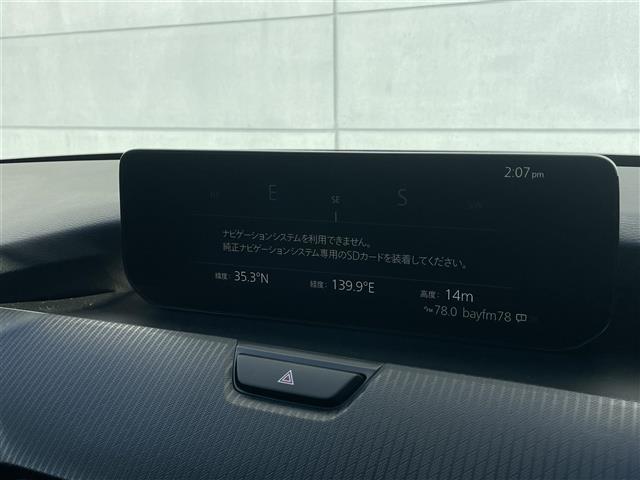 2:07 pm
E SE S SW
ナビゲーションシステムを利用できません。
純正ナビゲーションシステム専用のSDカードを装着してください。
緯度: 35.3°N 経度: 139.9°E 高度: 14m
FM 78.0 bayfm78